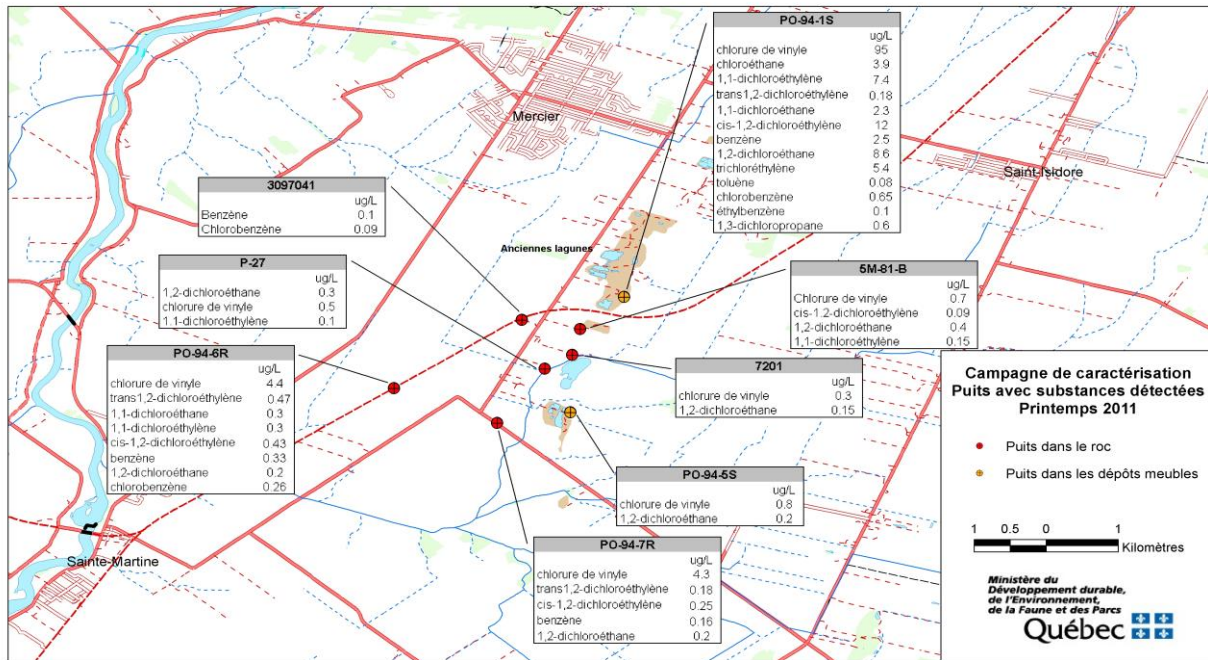 PO-94-1S
ug/L
chlorure de vinyle 95
chloroéthane 3.9
1,1-dichloroéthylène 7.4
trans1,2-dichloroéthylène 0.18
1,1-dichloroéthane 2.3
cis-1,2-dichloroéthylène 12
benzène 2.5
1,2-dichloroéthane 8.6
trichloréthylène 5.4
toluène 0.08
chlorobenzène 0.65
éthylbenzène 0.1
1,3-dichloropropane 0.6
Mercier
Saint-Isidore
3097041
ug/L
Benzène 0.1
Chlorobenzène 0.09
Anciennes lagunes
P-27
ug/L
1,2-dichloroéthane 0.3
chlorure de vinyle 0.5
1,1-dichloroéthylène 0.1
5M-81-B
ug/L
Chlorure de vinyle 0.7
cis-1.2-dichloroéthylène 0.09
1,2-dichloroéthane 0.4
1,1-dichloroéthylène 0.15
PO-94-6R
ug/L
chlorure de vinyle 4.4
trans1,2-dichloroéthylène 0.47
1,1-dichloroéthane 0.3
1,1-dichloroéthylène 0.3
cis-1,2-dichloroéthylène 0.43
benzène 0.33
1,2-dichloroéthane 0.2
chlorobenzène 0.26
7201
ug/L
chlorure de vinyle 0.3
1,2-dichloroéthane 0.15
PO-94-5S
ug/L
chlorure de vinyle 0.8
1,2-dichloroéthane 0.2
PO-94-7R
ug/L
chlorure de vinyle 4.3
trans1,2-dichloroéthylène 0.18
cis-1,2-dichloroéthylène 0.25
benzène 0.16
1,2-dichloroéthane 0.2
Sainte-Martine
Campagne de caractérisation
Puits avec substances détectées
Printemps 2011
Puits dans le roc
Puits dans les dépôts meubles
1 0.5 0 1
Kilomètres
Ministère du
Développement durable,
de l'Environnement,
de la Faune et des Parcs
Québec